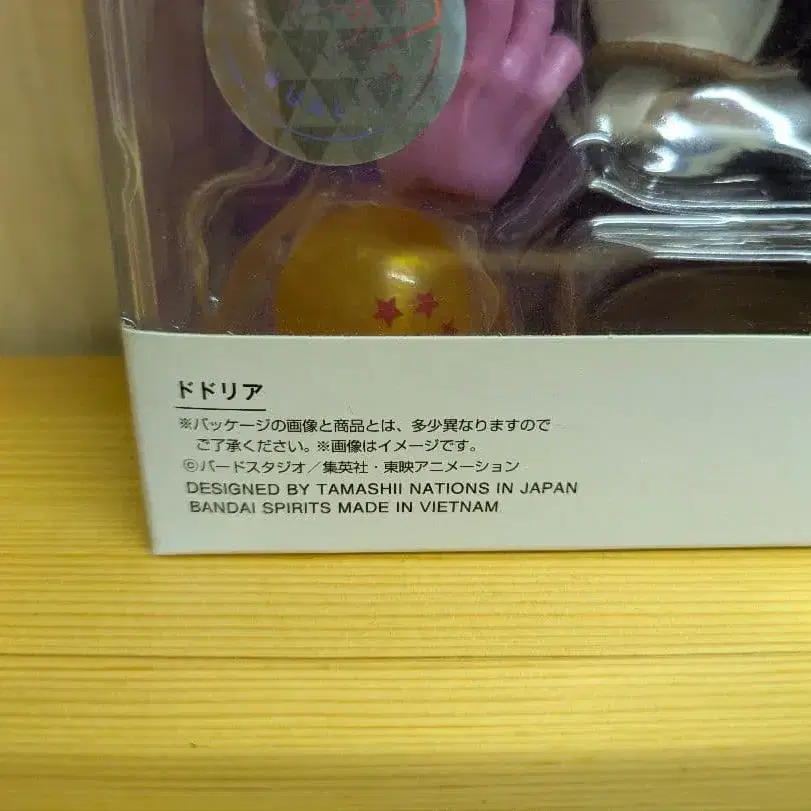 ドドリア
※パッケージの画像と商品とは、多少異なりますので
ご了承ください。※画像はイメージです。
©バードスタジオ／集英社・東映アニメーション
DESIGNED BY TAMASHII NATIONS IN JAPAN
BANDAI SPIRITS MADE IN VIETNAM